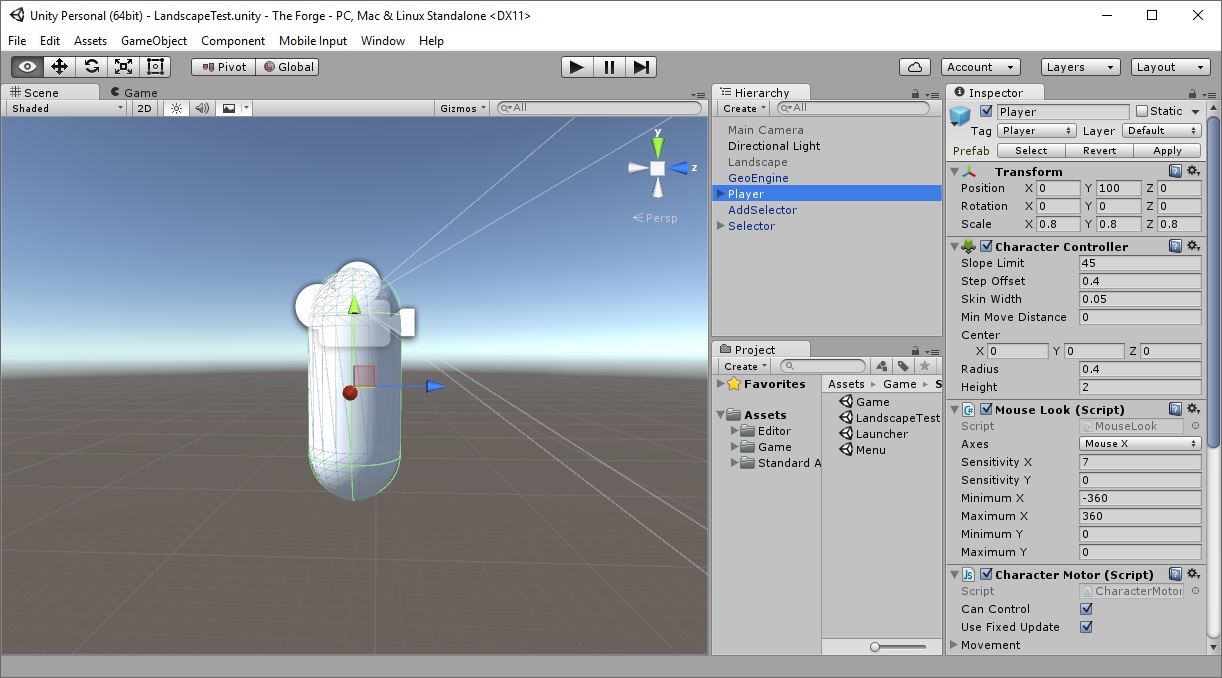 Unity Personal (64bit) - LandscapeTest.unity - The Forge - PC, Mac & Linux Standalone <DX11>
File Edit Assets GameObject Component Mobile Input Window Help
Pivot Global Account Layers Layout
Scene Game
Shaded 2D Gizmos All
y
z
Persp
Hierarchy
Create All
Main Camera
Directional Light
Landscape
GeoEngine
Player
AddSelector
Selector
Project
Create
Favorites
Assets
Editor
Game
Standard A
Assets Game S
Game
LandscapeTest
Launcher
Menu
Inspector
Player Static
Tag Player Layer Default
Prefab Select Revert Apply
Transform
Position X 0 Y 100 Z 0
Rotation X 0 Y 0 Z 0
Scale X 0.8 Y 0.8 Z 0.8
Character Controller
Slope Limit 45
Step Offset 0.4
Skin Width 0.05
Min Move Distance 0
Center
X 0 Y 0 Z 0
Radius 0.4
Height 2
Mouse Look (Script)
Script MouseLook
Axes Mouse X
Sensitivity X 7
Sensitivity Y 0
Minimum X -360
Maximum X 360
Minimum Y 0
Maximum Y 0
Js Character Motor (Script)
Script CharacterMotor
Can Control
Use Fixed Update
Movement